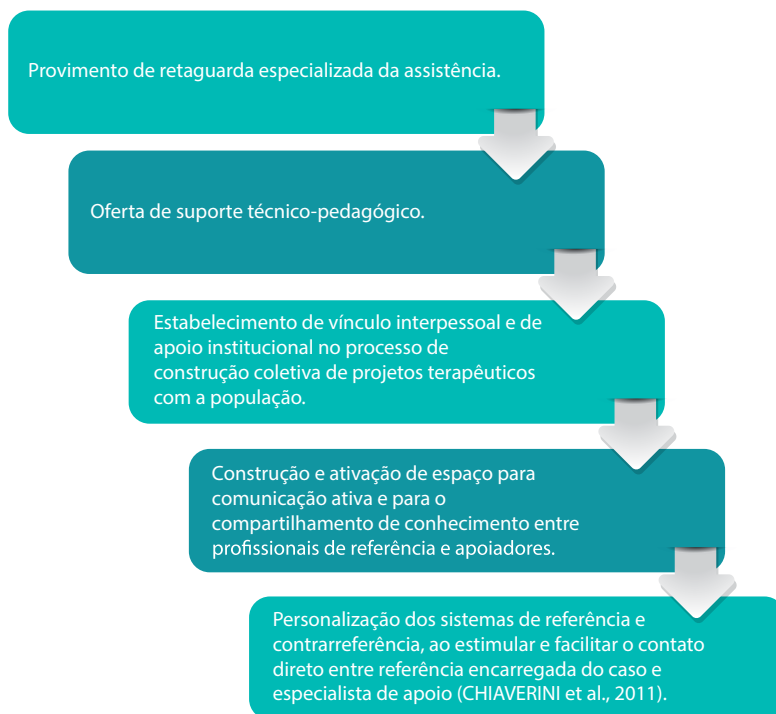 Provimento de retaguarda especializada da assistência.
Oferta de suporte técnico-pedagógico.
Estabelecimento de vínculo interpessoal e de
apoio institucional no processo de
construção coletiva de projetos terapêuticos
com a população.
Construção e ativação de espaço para
comunicação ativa e para o
compartilhamento de conhecimento entre
profissionais de referência e apoiadores.
Personalização dos sistemas de referência e
contrarreferência, ao estimular e facilitar o contato
direto entre referência encarregada do caso e
especialista de apoio (CHIAVERINI et al., 2011).